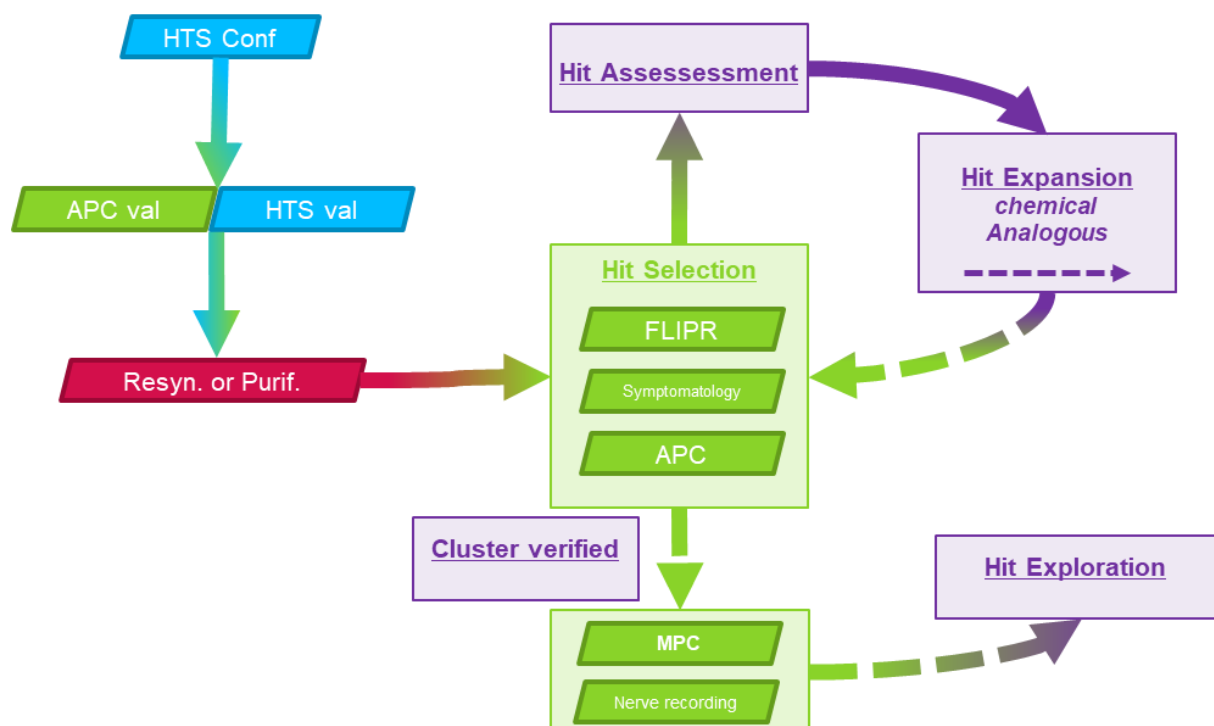 HTS Conf
APC val
HTS val
Resyn. or Purif.
Hit Assessessment
Hit Expansion
chemical
Analogous
Hit Selection
FLIPR
Symptomatology
APC
Cluster verified
MPC
Nerve recording
Hit Exploration